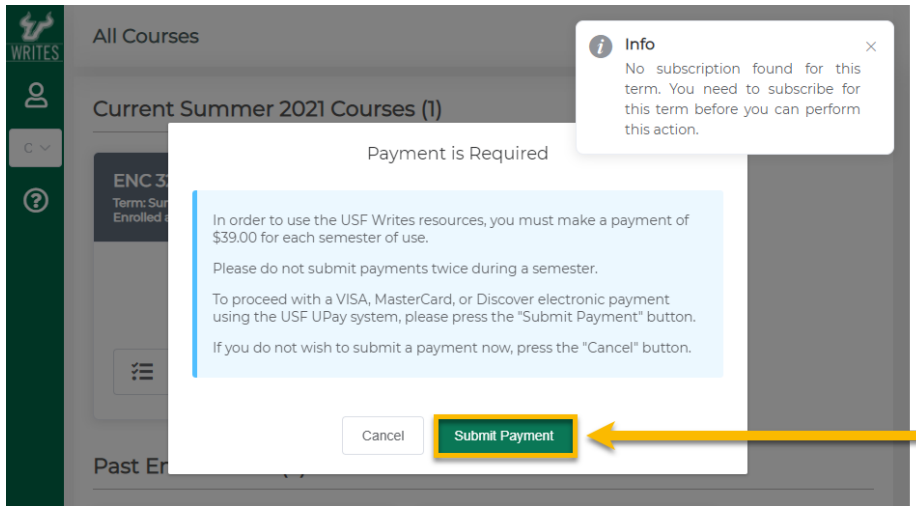 WRITES
All Courses
Info
No subscription found for this
term. You need to subscribe for
this term before you can perform
this action.
Current Summer 2021 Courses (1)
C
Payment is Required
ENC
Term:
Enrolled
In order to use the USF Writes resources, you must make a payment of
$39.00 for each semester of use.
Please do not submit payments twice during a semester.
To proceed with a VISA, MasterCard, or Discover electronic payment
using the USF UPay system, please press the "Submit Payment" button.
If you do not wish to submit a payment now, press the "Cancel" button.
Cancel
Submit Payment
Past